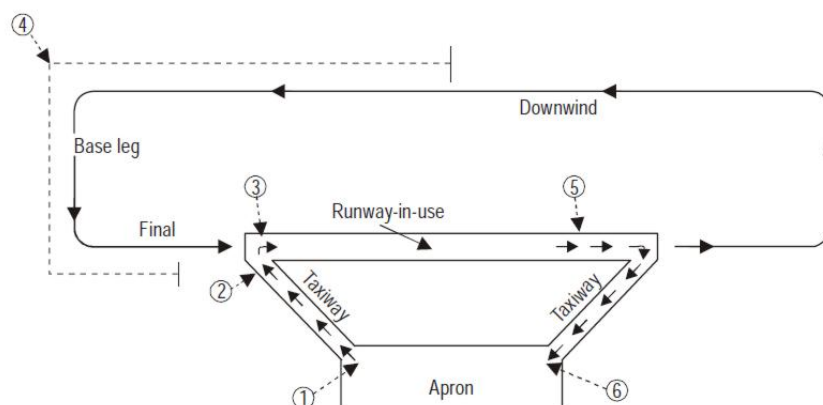 ④
Downwind
Base leg
③
⑤
Final
Runway-in-use
②
Taxiway
Taxiway
①
Apron
⑥